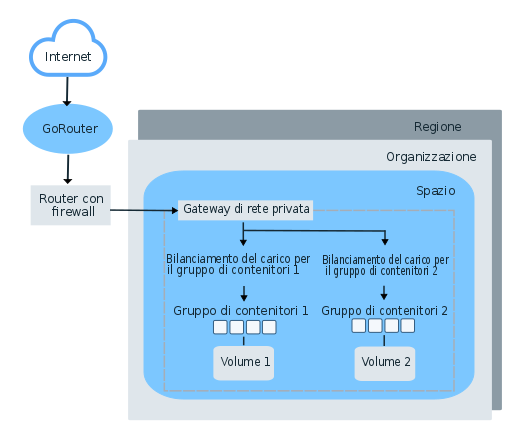 Internet
GoRouter
Regione
Organizzazione
Spazio
Router con
firewall
Gateway di rete privata
Bilanciamento del carico per
il gruppo di contenitori 1
Bilanciamento del carico per
il gruppo di contenitori 2
Gruppo di contenitori 1
Gruppo di contenitori 2
Volume 1
Volume 2